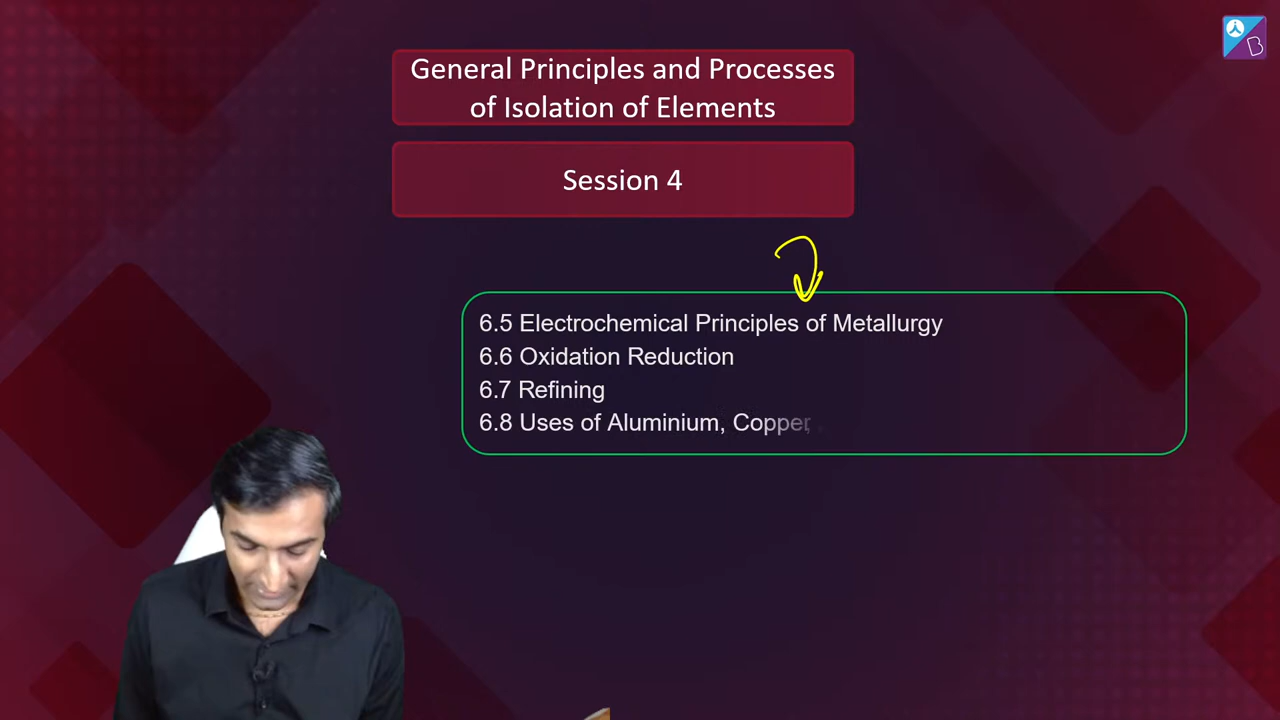 General Principles and Processes
of Isolation of Elements
Session 4
6.5 Electrochemical Principles of Metallurgy
6.6 Oxidation Reduction
6.7 Refining
6.8 Uses of Aluminium, Copper,
B